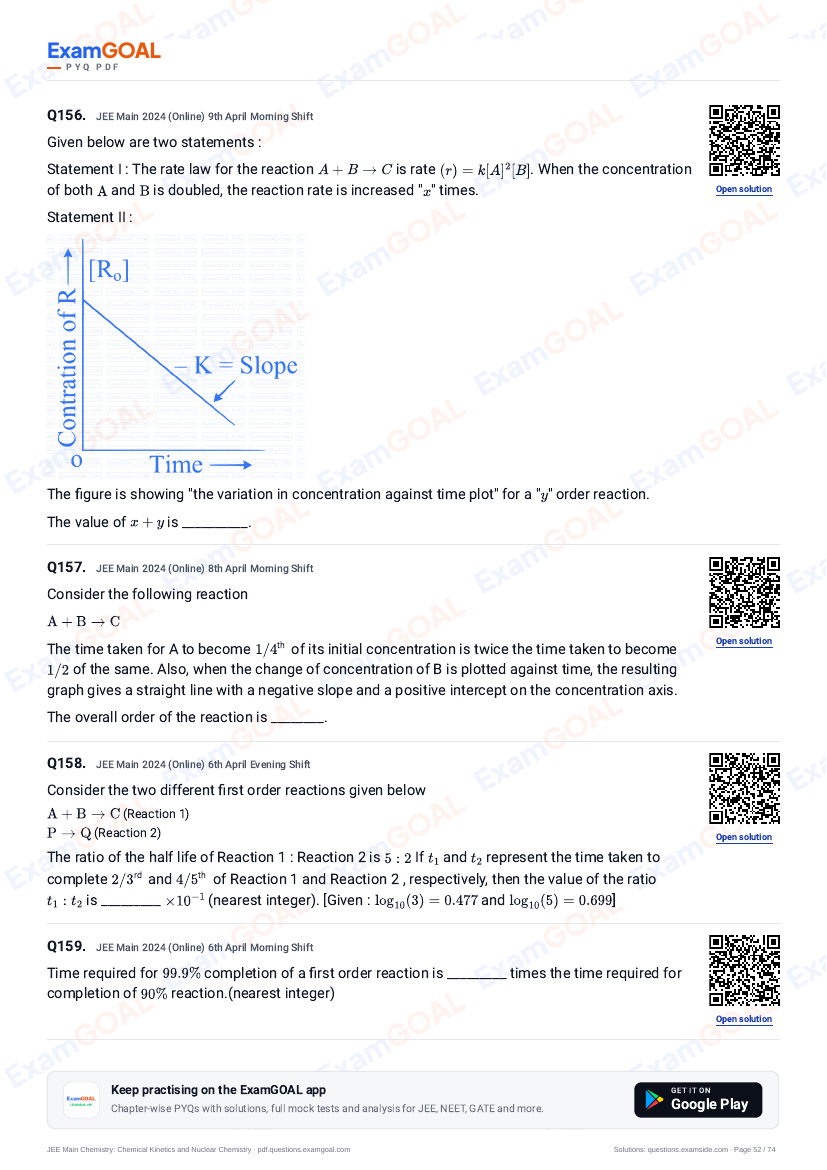 ExamGOAL
PYQ PDF
Q156. JEE Main 2024 (Online) 9th April Morning Shift
Open solution
Given below are two statements :
Statement I : The rate law for the reaction A + B → C is rate (r) = k[A]²[B]. When the concentration
of both A and B is doubled, the reaction rate is increased "x" times.
Statement II :
[R₀]
Contration of R
– K = Slope
O
Time
The figure is showing "the variation in concentration against time plot" for a "y" order reaction.
The value of x + y is __________.
Q157. JEE Main 2024 (Online) 8th April Morning Shift
Open solution
Consider the following reaction
A + B → C
The time taken for A to become 1/4ᵗʰ of its initial concentration is twice the time taken to become
1/2 of the same. Also, when the change of concentration of B is plotted against time, the resulting
graph gives a straight line with a negative slope and a positive intercept on the concentration axis.
The overall order of the reaction is ________.
Q158. JEE Main 2024 (Online) 6th April Evening Shift
Open solution
Consider the two different first order reactions given below
A + B → C (Reaction 1)
P → Q (Reaction 2)
The ratio of the half life of Reaction 1 : Reaction 2 is 5 : 2 If t₁ and t₂ represent the time taken to
complete 2/3ʳᵈ and 4/5ᵗʰ of Reaction 1 and Reaction 2 , respectively, then the value of the ratio
t₁ : t₂ is _________ ×10⁻¹ (nearest integer). [Given : log₁₀(3) = 0.477 and log₁₀(5) = 0.699]
Q159. JEE Main 2024 (Online) 6th April Morning Shift
Open solution
Time required for 99.9% completion of a first order reaction is _________ times the time required for
completion of 90% reaction.(nearest integer)
Keep practising on the ExamGOAL app
Chapter-wise PYQs with solutions, full mock tests and analysis for JEE, NEET, GATE and more.
GET IT ON
Google Play
JEE Main Chemistry: Chemical Kinetics and Nuclear Chemistry · pdf.questions.examgoal.com
Solutions: questions.examside.com · Page 52 / 74